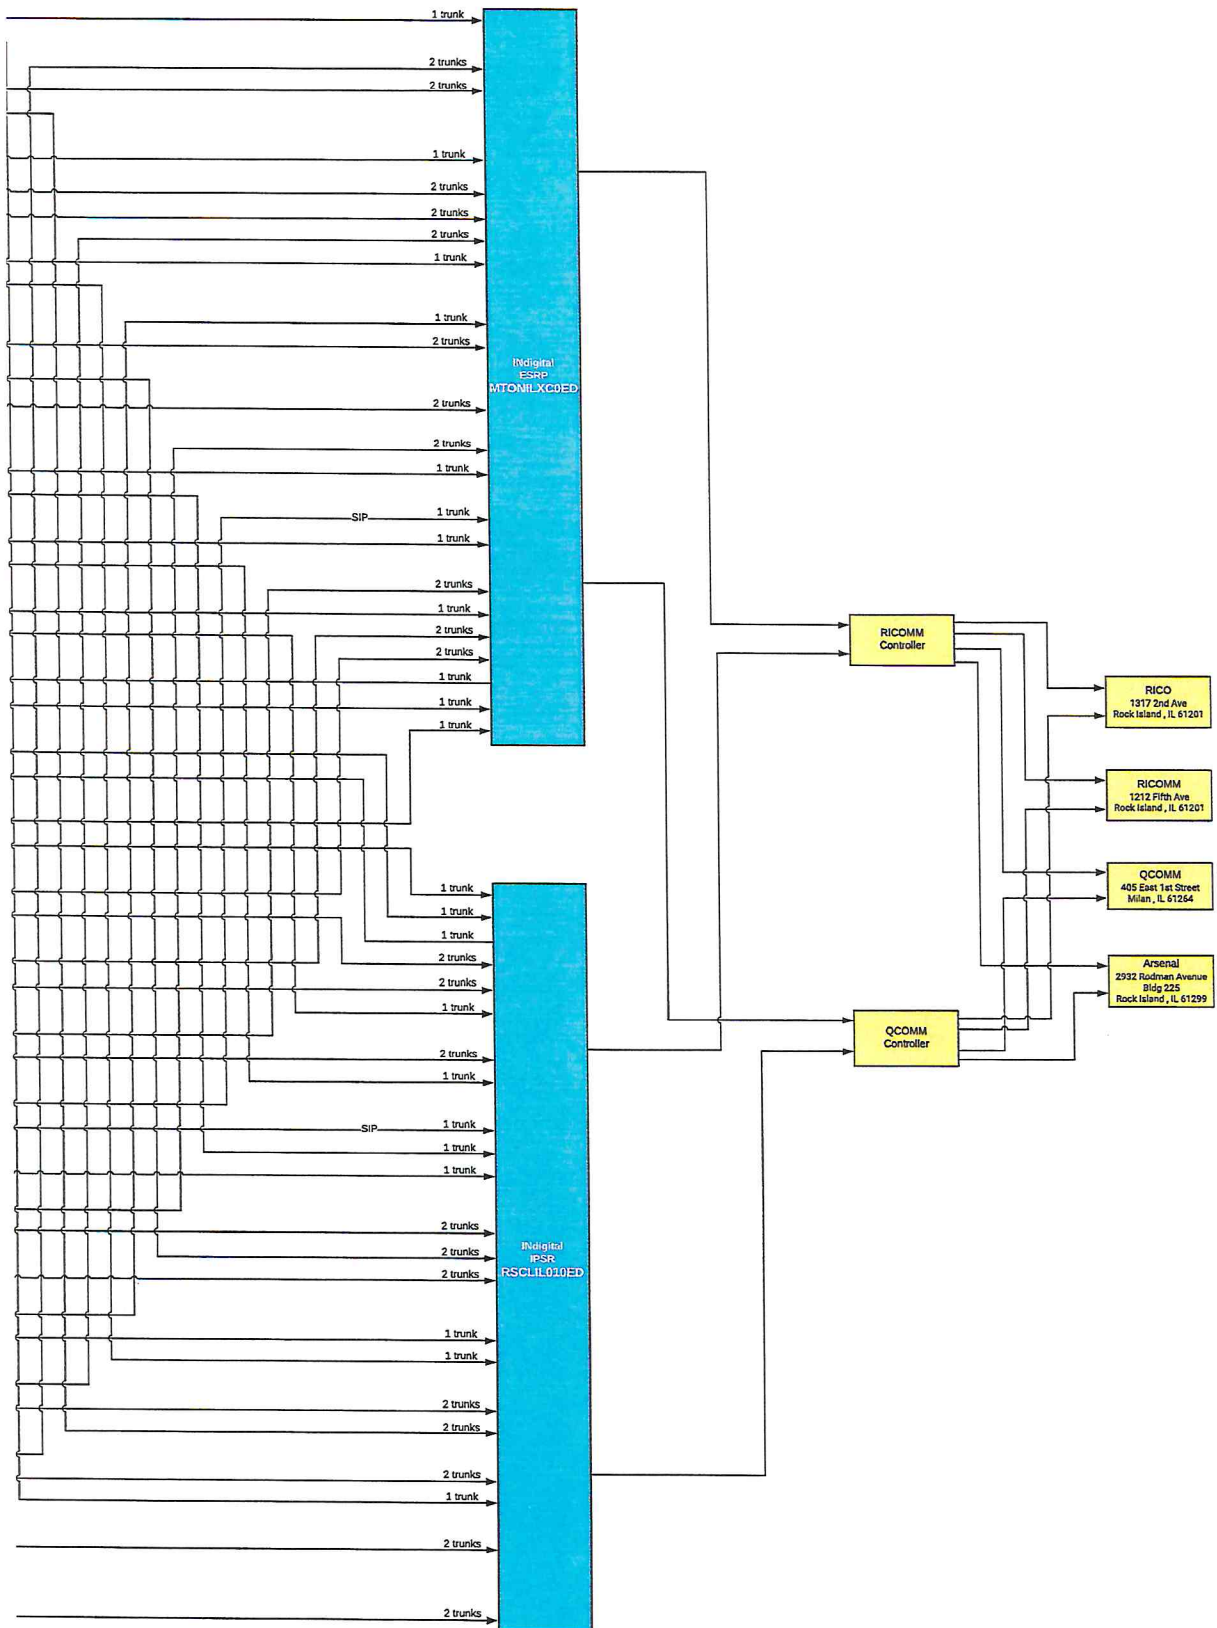 1 trunk
2 trunks
2 trunks
1 trunk
2 trunks
2 trunks
2 trunks
1 trunk
1 trunk
2 trunks
2 trunks
2 trunks
1 trunk
SIP 1 trunk
1 trunk
2 trunks
1 trunk
2 trunks
2 trunks
1 trunk
1 trunk
1 trunk
INdigital
ESRP
MTONILXC0ED
1 trunk
1 trunk
1 trunk
2 trunks
2 trunks
1 trunk
2 trunks
1 trunk
SIP 1 trunk
1 trunk
1 trunk
2 trunks
2 trunks
2 trunks
1 trunk
1 trunk
2 trunks
2 trunks
2 trunks
1 trunk
2 trunks
2 trunks
INdigital
IPSR
RSCLIL010ED
RICOMM
Controller
QCOMM
Controller
RICO
1317 2nd Ave
Rock Island , IL 61201
RICOMM
1212 Fifth Ave
Rock Island , IL 61201
QCOMM
405 East 1st Street
Milan , IL 61264
Arsenal
2932 Rodman Avenue
Bldg 225
Rock Island , IL 61299